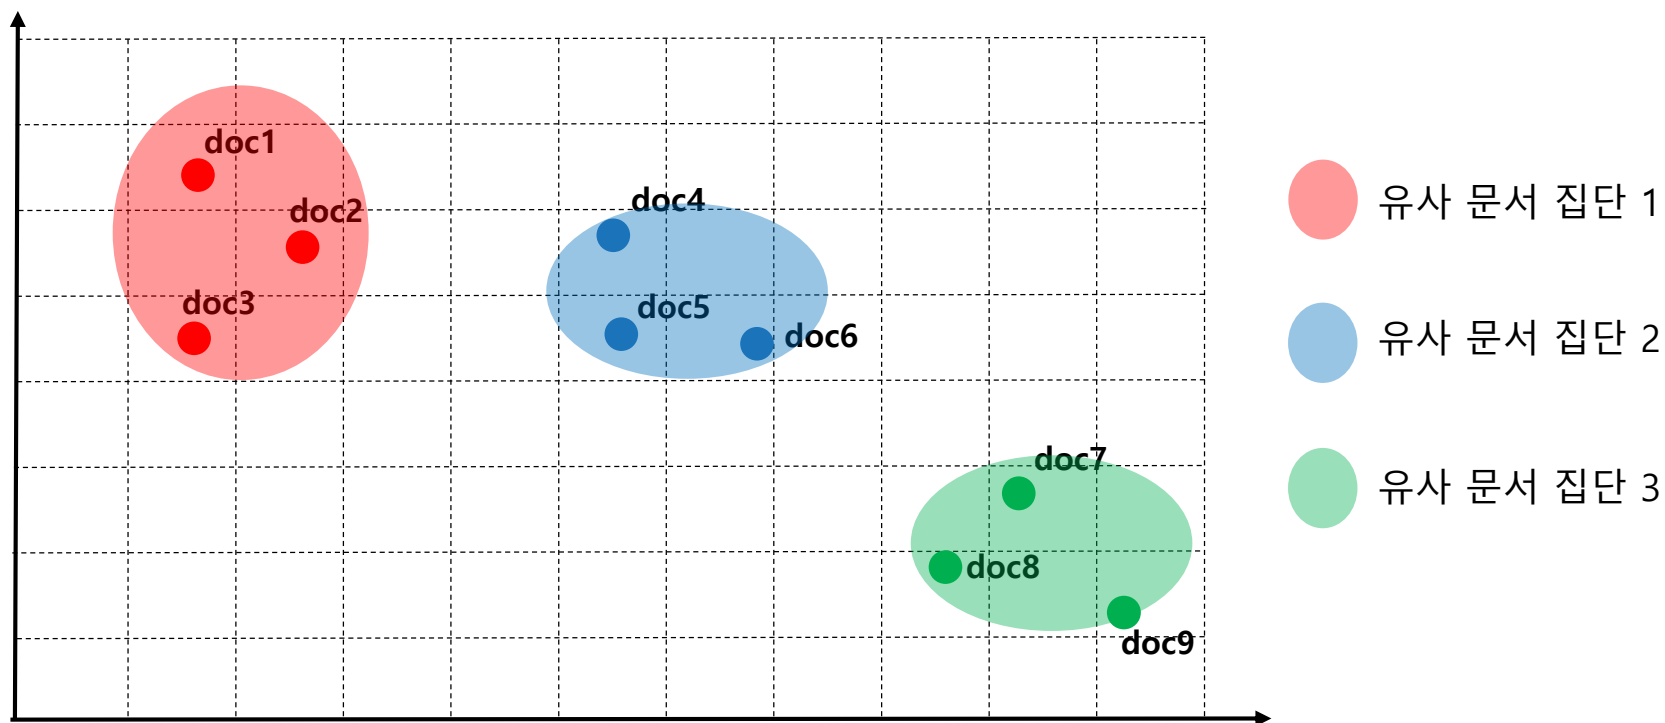 doc1
doc2
doc3
doc4
doc5
doc6
doc7
doc8
doc9
유사 문서 집단 1
유사 문서 집단 2
유사 문서 집단 3